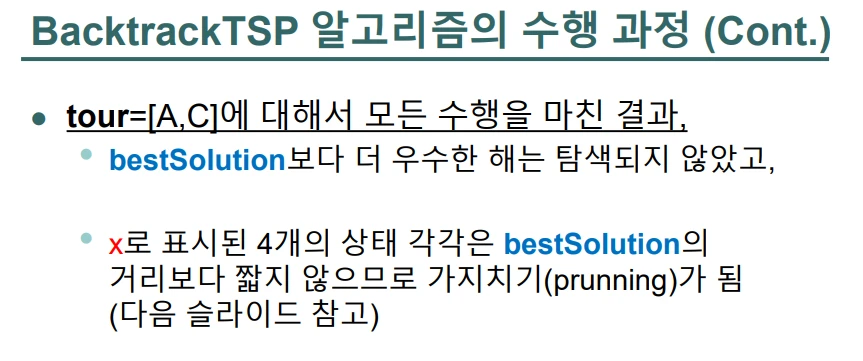 BacktrackTSP 알고리즘의 수행 과정 (Cont.)
● tour=[A,C]에 대해서 모든 수행을 마친 결과,
● bestSolution보다 더 우수한 해는 탐색되지 않았고,
● x로 표시된 4개의 상태 각각은 bestSolution의
거리보다 짧지 않으므로 가지치기(prunning)가 됨
(다음 슬라이드 참고)